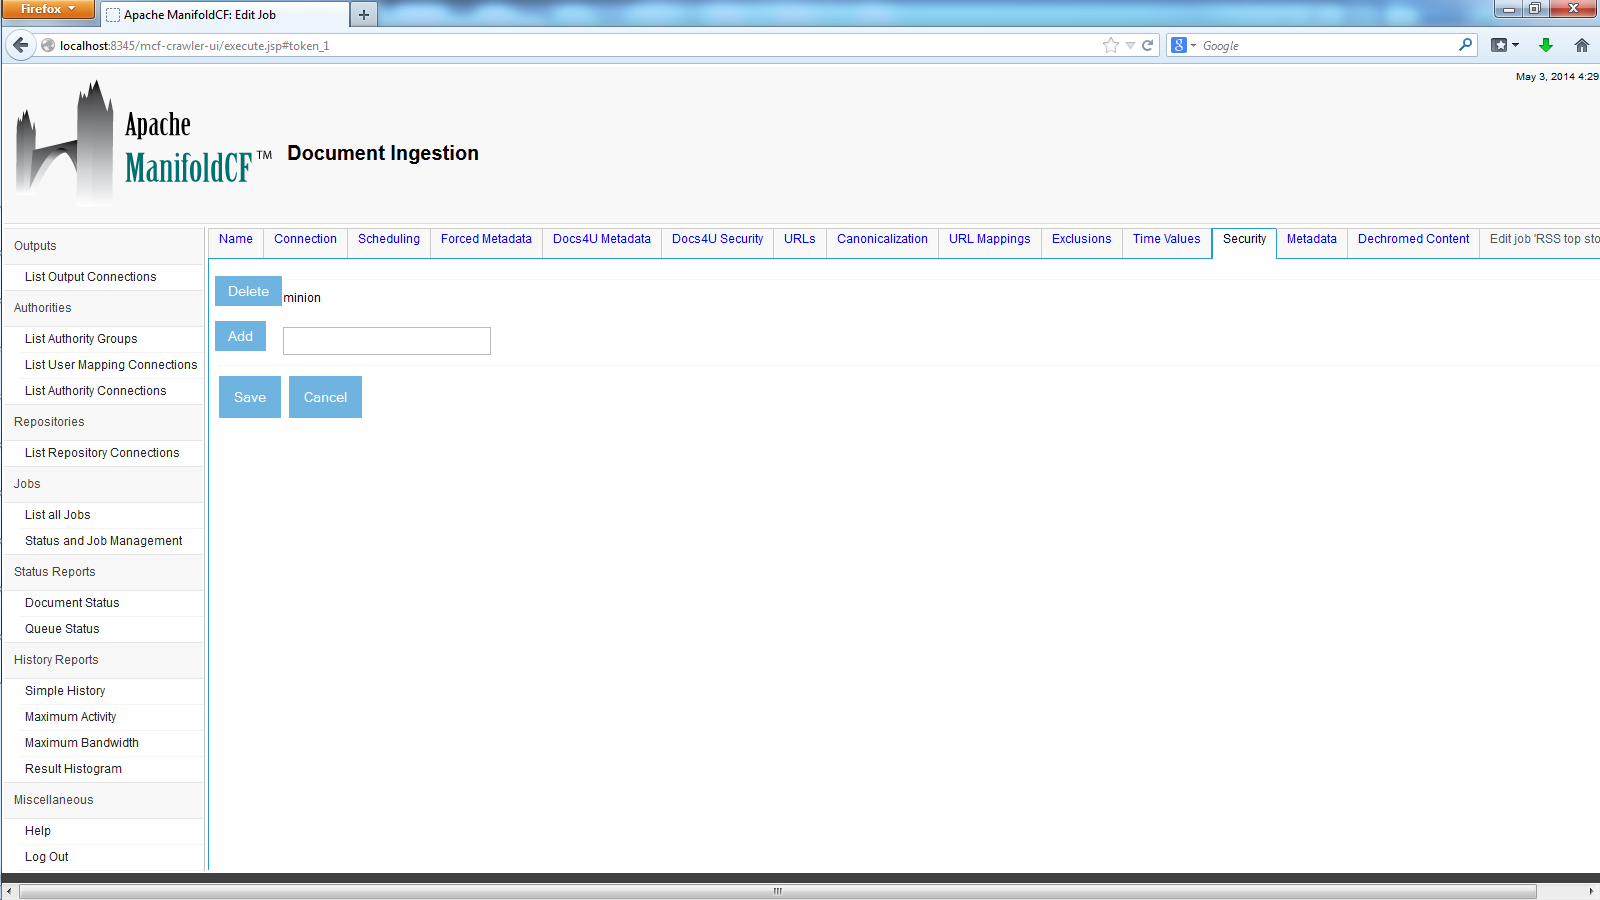 Firefox
Apache ManifoldCF: Edit Job
localhost:8345/mcf-crawler-ui/execute.jsp#token_1
Google
May 3, 2014 4:29
Apache
ManifoldCF™
Document Ingestion
Outputs
List Output Connections
Authorities
List Authority Groups
List User Mapping Connections
List Authority Connections
Repositories
List Repository Connections
Jobs
List all Jobs
Status and Job Management
Status Reports
Document Status
Queue Status
History Reports
Simple History
Maximum Activity
Maximum Bandwidth
Result Histogram
Miscellaneous
Help
Log Out
Name Connection Scheduling Forced Metadata Docs4U Metadata Docs4U Security URLs Canonicalization URL Mappings Exclusions Time Values Security Metadata Dechromed Content Edit job 'RSS top sto
Delete minion
Add
Save Cancel